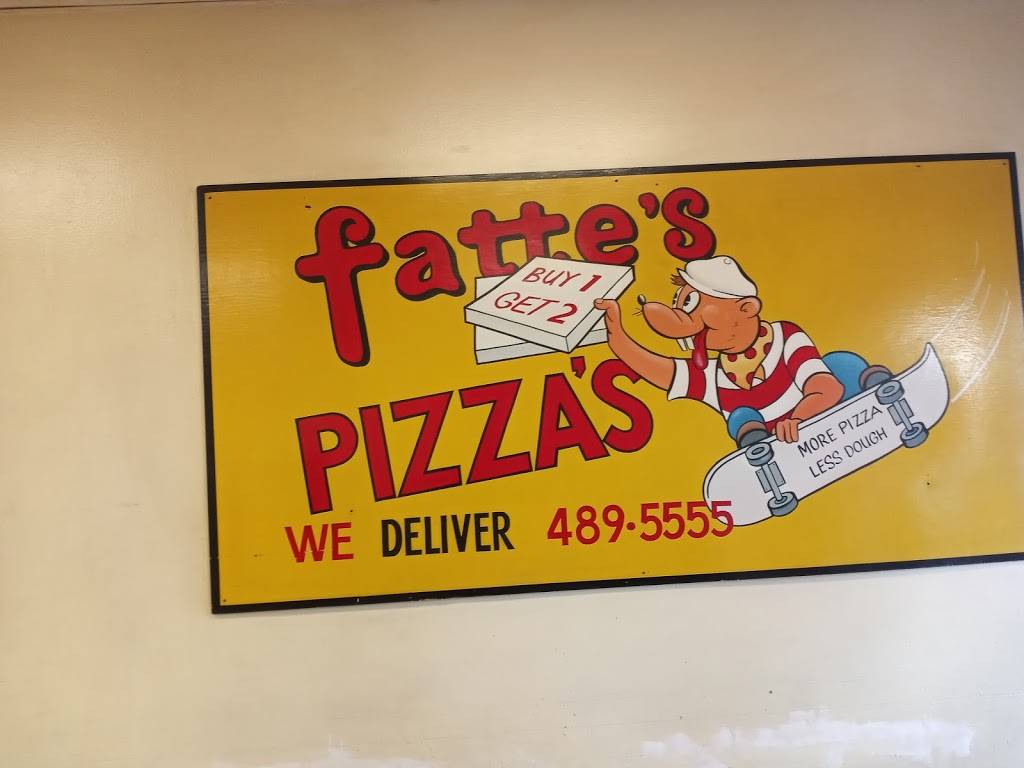 fatte's
BUY 1
GET 2
PIZZA'S
MORE PIZZA
LESS DOUGH
WE DELIVER 489·5555